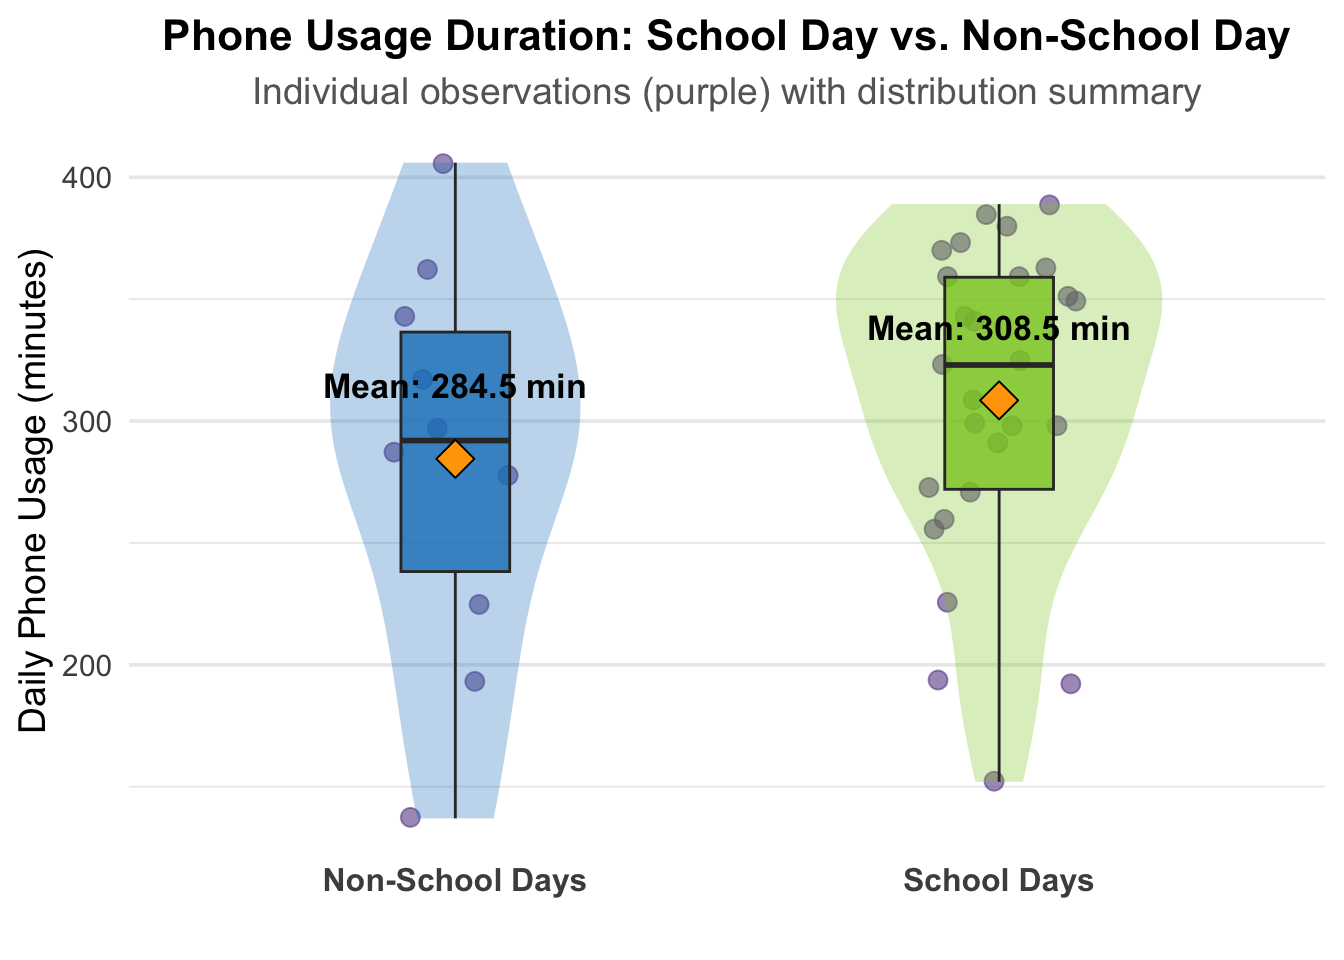 Phone Usage Duration: School Day vs. Non-School Day
Individual observations (purple) with distribution summary
Daily Phone Usage (minutes)
400
300
200
Mean: 284.5 min
Mean: 308.5 min
Non-School Days
School Days